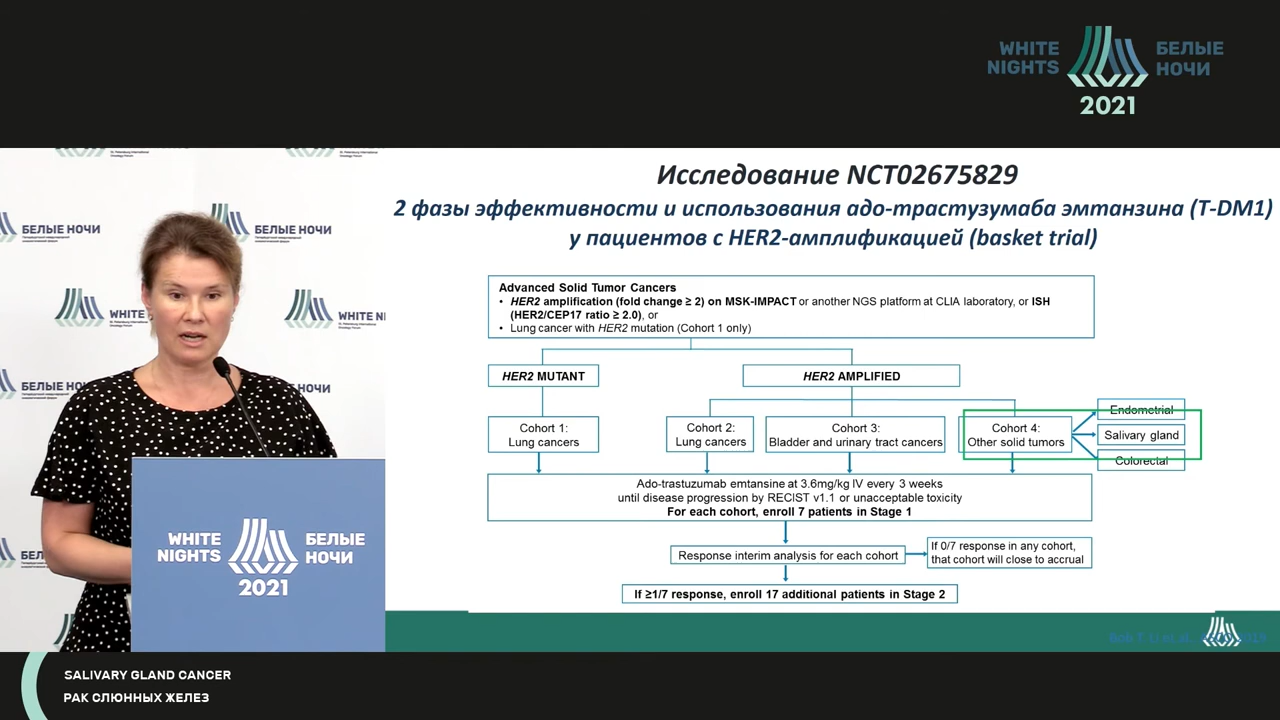 WHITE
NIGHTS
БЕЛЫЕ
НОЧИ
2021
Исследование NCT02675829
2 фазы эффективности и использования адо-трастузумаба эмтанзина (T-DM1)
у пациентов с HER2-амплификацией (basket trial)
Advanced Solid Tumor Cancers
• HER2 amplification (fold change ≥ 2) on MSK-IMPACT or another NGS platform at CLIA laboratory, or ISH
(HER2/CEP17 ratio ≥ 2.0), or
• Lung cancer with HER2 mutation (Cohort 1 only)
HER2 MUTANT
HER2 AMPLIFIED
Cohort 1:
Lung cancers
Cohort 2:
Lung cancers
Cohort 3:
Bladder and urinary tract cancers
Cohort 4:
Other solid tumors
Endometrial
Salivary gland
Colorectal
Ado-trastuzumab emtansine at 3.6mg/kg IV every 3 weeks
until disease progression by RECIST v1.1 or unacceptable toxicity
For each cohort, enroll 7 patients in Stage 1
Response interim analysis for each cohort
If 0/7 response in any cohort,
that cohort will close to accrual
If ≥1/7 response, enroll 17 additional patients in Stage 2
БЕЛЫЕ НОЧИ
БЕЛЫЕ НОЧИ
WHITE
WHITE NI
БЕЛЫЕ НОЧ
НОЧИ
WHITE
NIGHTS
БЕЛЫЕ
НОЧИ
2021
SALIVARY GLAND CANCER
РАК СЛЮННЫХ ЖЕЛЕЗ